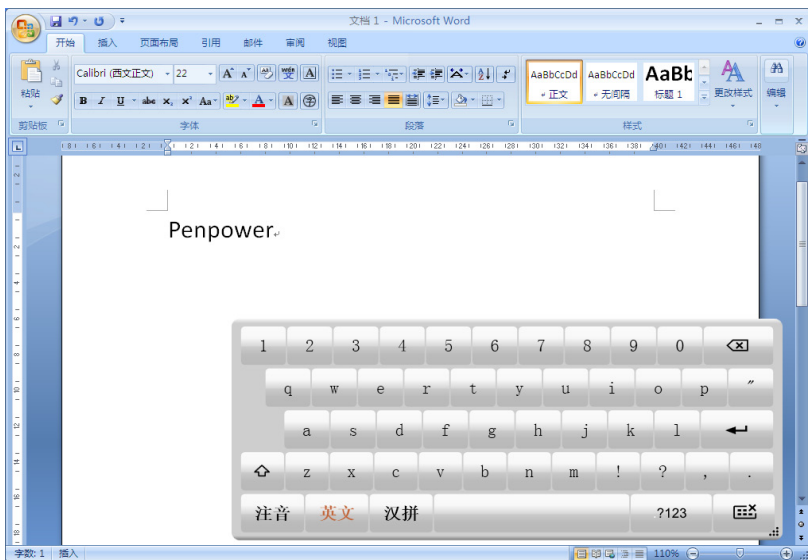 文档 1 - Microsoft Word
开始 插入 页面布局 引用 邮件 审阅 视图
粘贴
Calibri (西文正文) 22
B I U abc x₂ x² Aa A
AaBbCcDd AaBbCcDd AaBb
正文 无间隔 标题 1
更改样式
编辑
剪贴板 字体 段落 样式
Penpower
1 2 3 4 5 6 7 8 9 0
q w e r t y u i o p "
a s d f g h j k l
z x c v b n m ! ? , .
注音 英文 汉拼 .?123
字数: 1 插入 110%